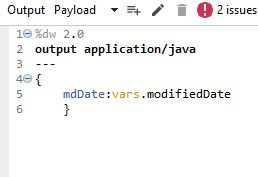 Output Payload 2 issues
1 %dw 2.0
2 output application/java
3 ---
4 {
5 mdDate:vars.modifiedDate
6 }